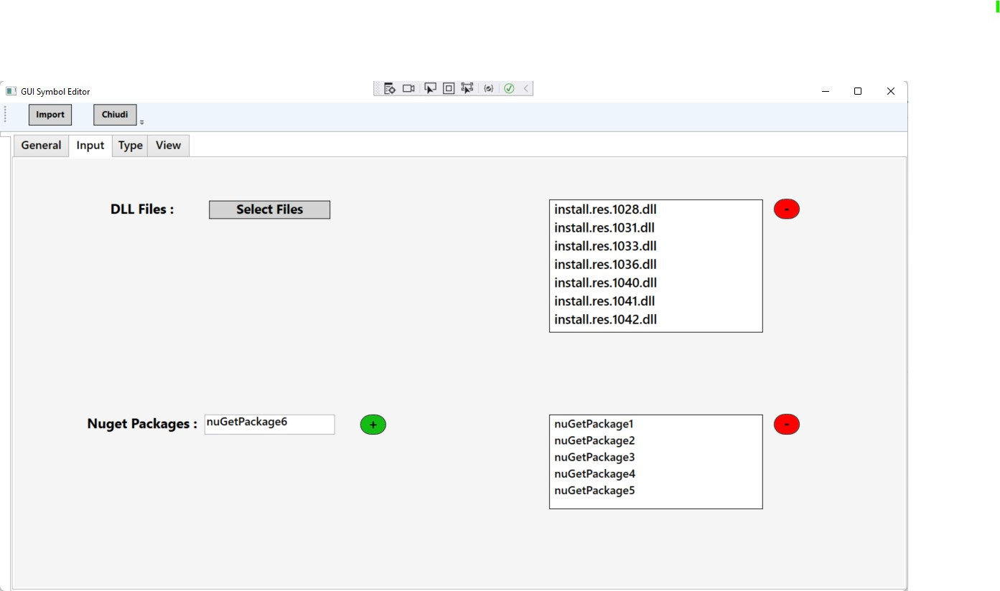 GUI Symbol Editor
Import Chiudi
General Input Type View
DLL Files : Select Files
install.res.1028.dll
-
install.res.1031.dll
install.res.1033.dll
install.res.1036.dll
install.res.1040.dll
install.res.1041.dll
install.res.1042.dll
Nuget Packages : nuGetPackage6 +
nuGetPackage1
-
nuGetPackage2
nuGetPackage3
nuGetPackage4
nuGetPackage5